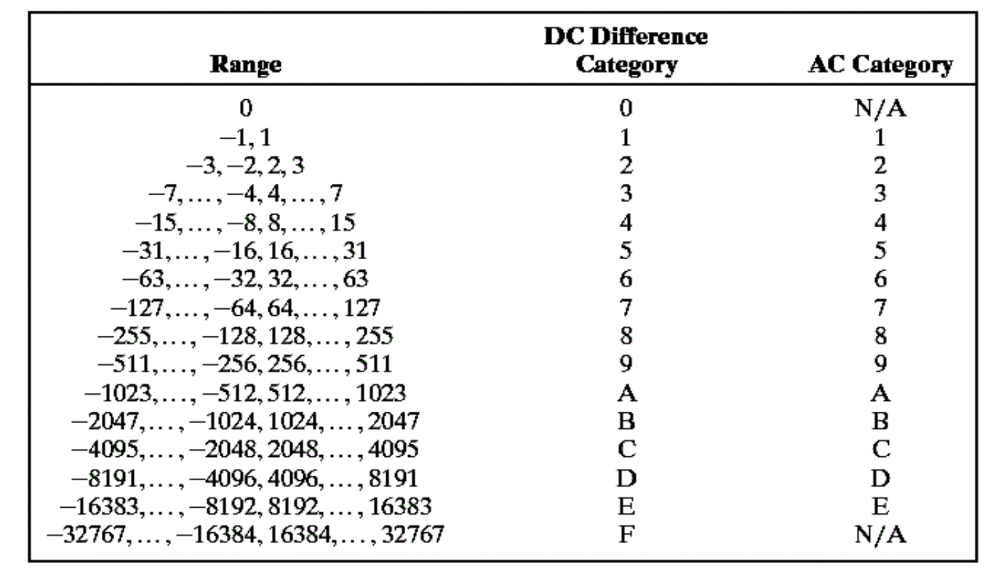 DC Difference
Range Category AC Category
0 0 N/A
−1, 1 1 1
−3, −2, 2, 3 2 2
−7, …, −4, 4, …, 7 3 3
−15, …, −8, 8, …, 15 4 4
−31, …, −16, 16, …, 31 5 5
−63, …, −32, 32, …, 63 6 6
−127, …, −64, 64, …, 127 7 7
−255, …, −128, 128, …, 255 8 8
−511, …, −256, 256, …, 511 9 9
−1023, …, −512, 512, …, 1023 A A
−2047, …, −1024, 1024, …, 2047 B B
−4095, …, −2048, 2048, …, 4095 C C
−8191, …, −4096, 4096, …, 8191 D D
−16383, …, −8192, 8192, …, 16383 E E
−32767, …, −16384, 16384, …, 32767 F N/A